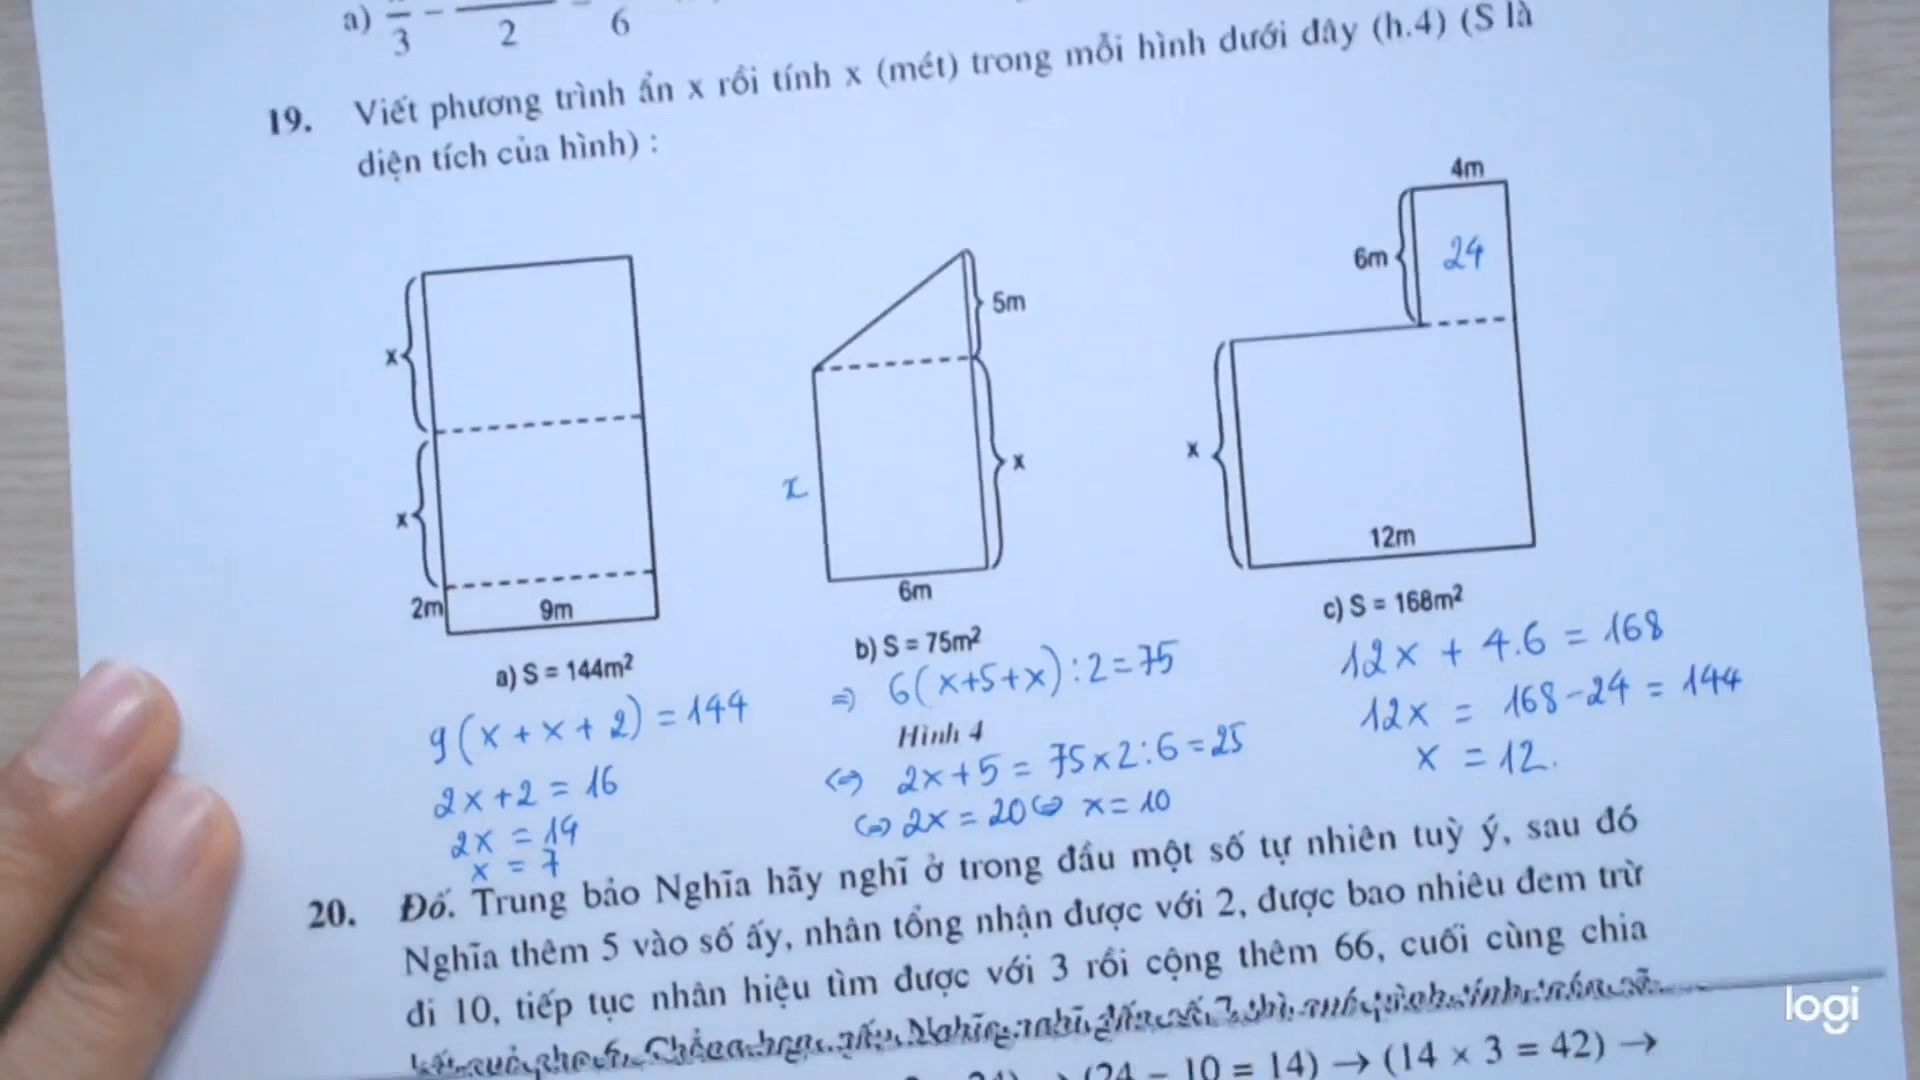 a) 3 - 2 - 6
19. Viết phương trình ẩn x rồi tính x (mét) trong mỗi hình dưới đây (h.4) (S là
diện tích của hình) :
x
x
2m
9m
a) S = 144m²
9(x + x + 2) = 144
2x + 2 = 16
2x = 14
x = 7
5m
x
x
6m
b) S = 75m²
=> 6(x+5+x) : 2 = 75
Hình 4
<=> 2x + 5 = 75 x 2 : 6 = 25
<=> 2x = 20 <=> x = 10
4m
6m
24
x
12m
c) S = 168m²
12x + 4.6 = 168
12x = 168 - 24 = 144
x = 12.
20. Đố. Trung bảo Nghĩa hãy nghĩ ở trong đầu một số tự nhiên tuỳ ý, sau đó
Nghĩa thêm 5 vào số ấy, nhân tổng nhận được với 2, được bao nhiêu đem trừ
đi 10, tiếp tục nhân hiệu tìm được với 3 rồi cộng thêm 66, cuối cùng chia
(24 - 10 = 14) → (14 × 3 = 42) →
logi